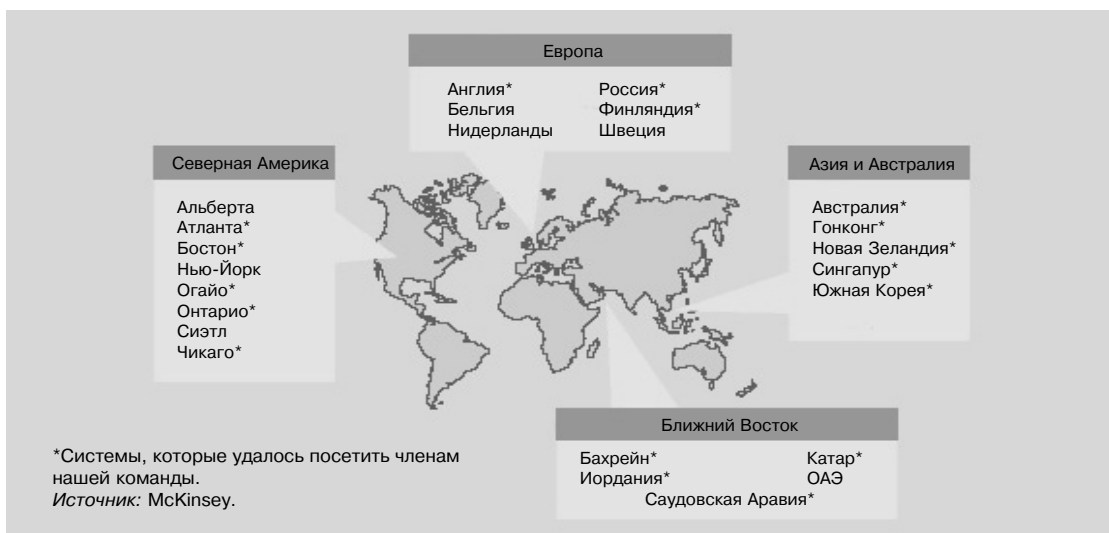 Европа
Англия* Россия*
Бельгия Финляндия*
Нидерланды Швеция
Северная Америка
Альберта
Атланта*
Бостон*
Нью-Йорк
Огайо*
Онтарио*
Сиэтл
Чикаго*
Азия и Австралия
Австралия*
Гонконг*
Новая Зеландия*
Сингапур*
Южная Корея*
Ближний Восток
Бахрейн* Катар*
Иордания* ОАЭ
Саудовская Аравия*
*Системы, которые удалось посетить членам
нашей команды.
Источник: McKinsey.